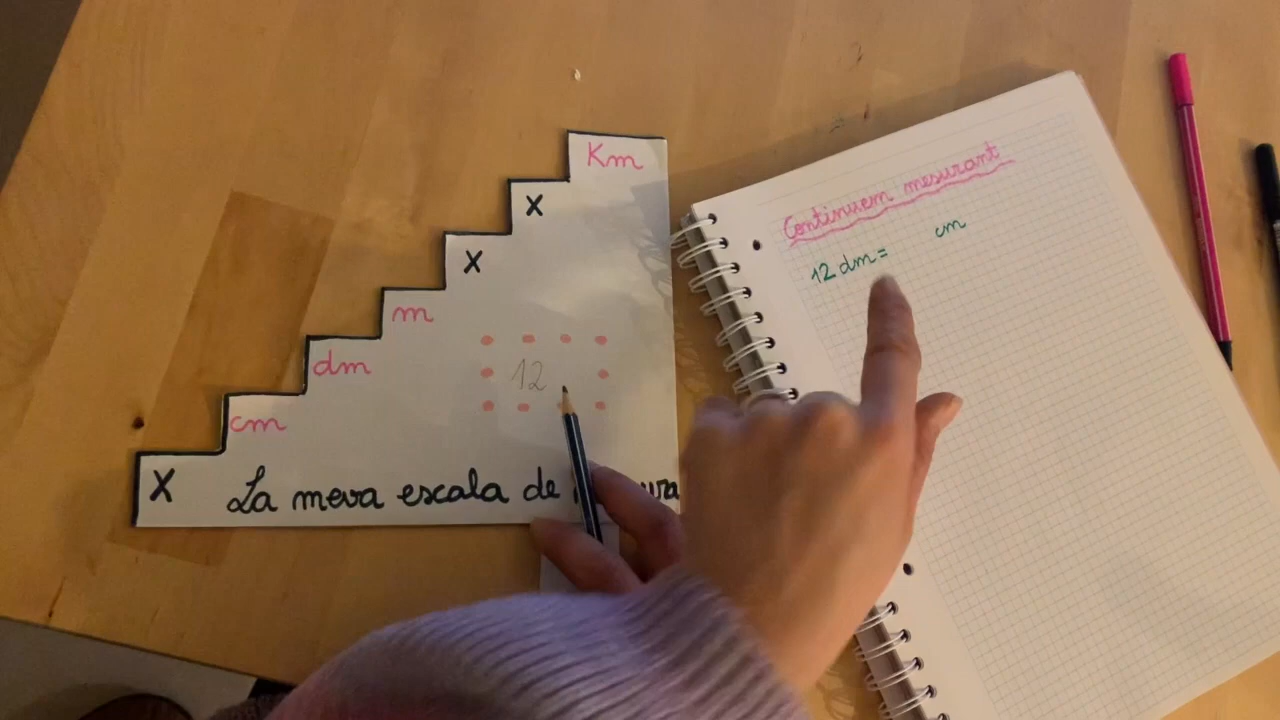 Km
X
X
m
dm
12
cm
X
La meva escala de
Continuem mesurant
12 dm = cm